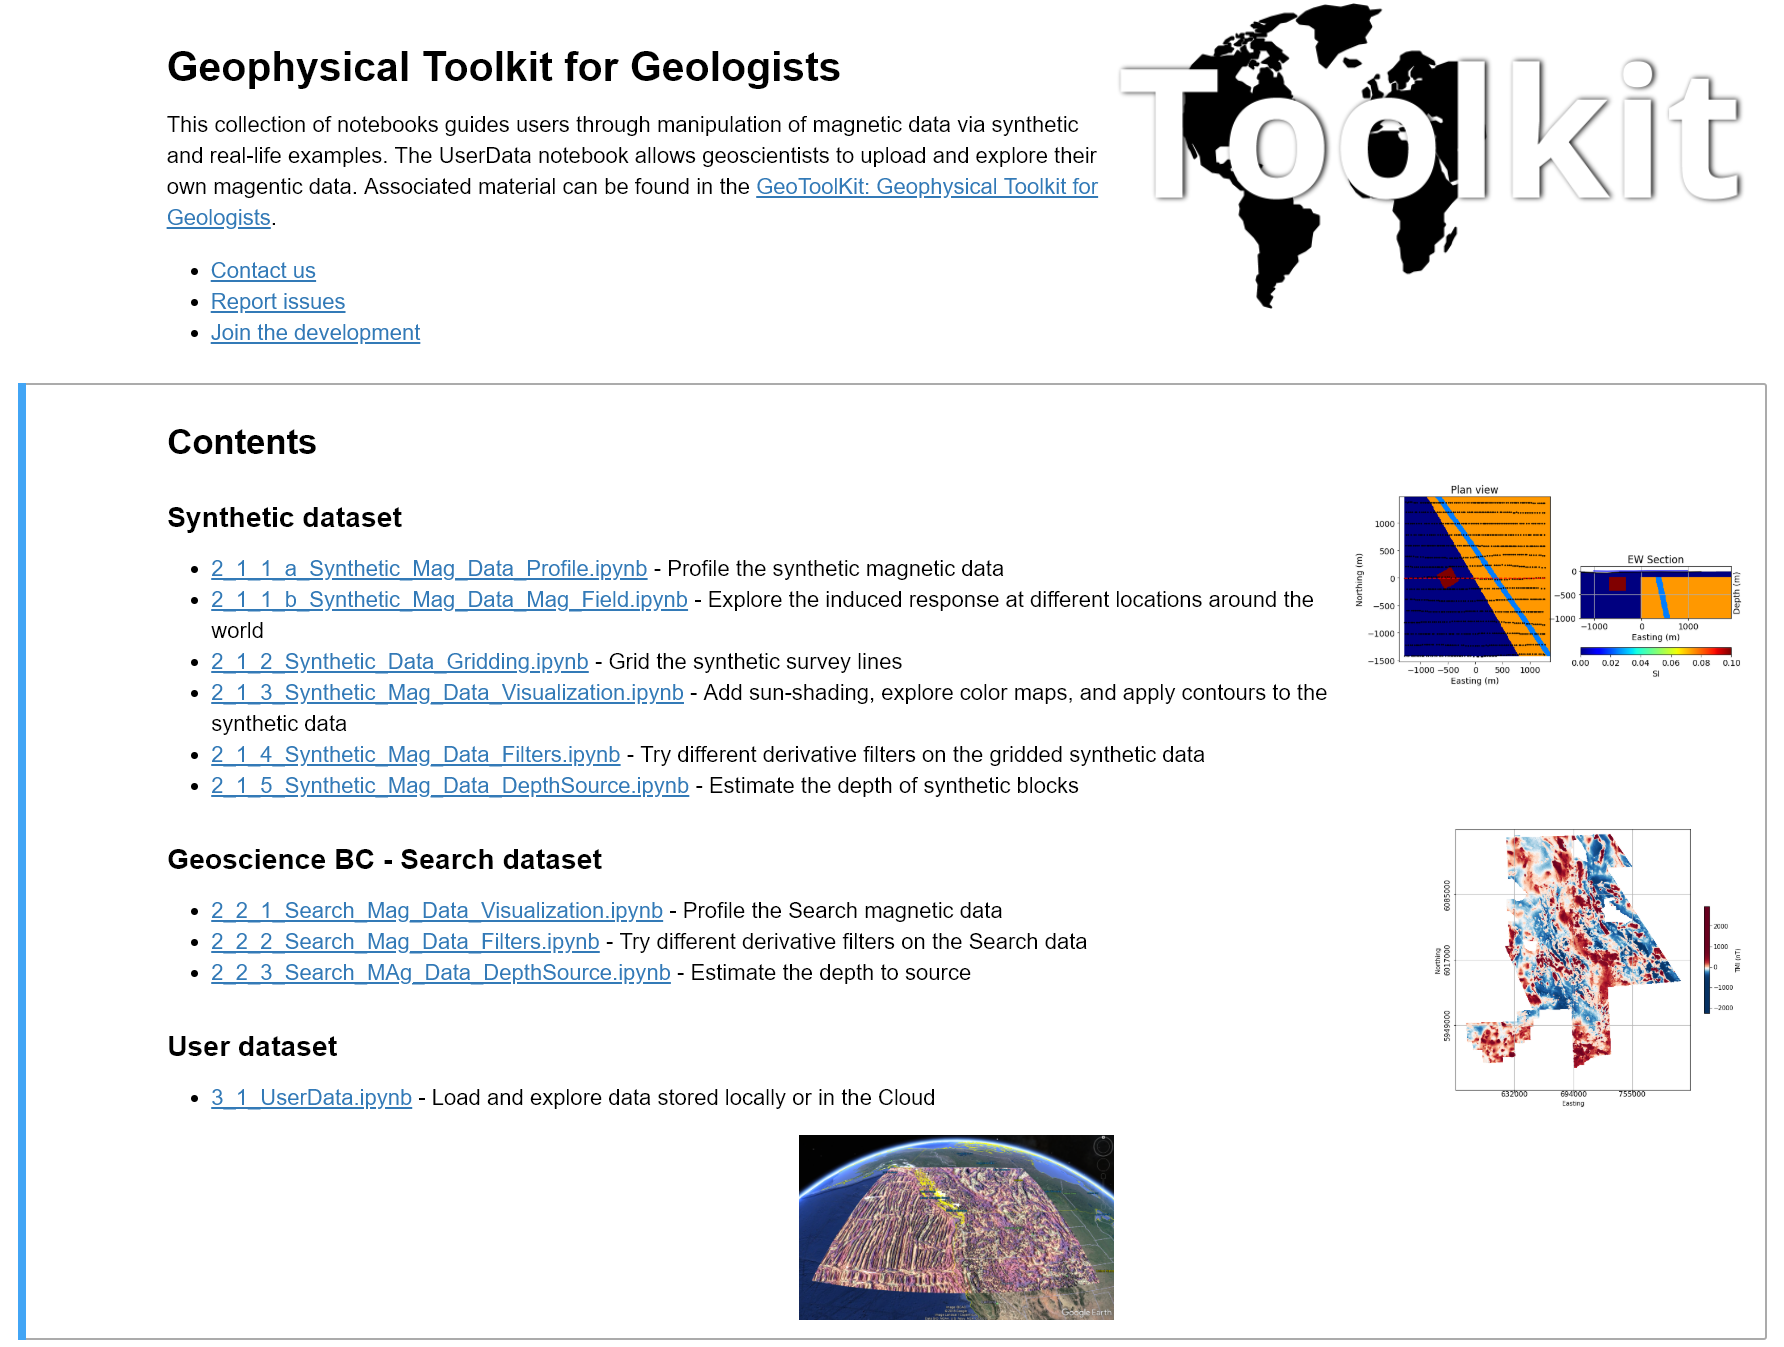 Geophysical Toolkit for Geologists
Toolkit
This collection of notebooks guides users through manipulation of magnetic data via synthetic
and real-life examples. The UserData notebook allows geoscientists to upload and explore their
own magentic data. Associated material can be found in the GeoToolKit: Geophysical Toolkit for
Geologists.
• Contact us
• Report issues
• Join the development
Contents
Synthetic dataset
• 2_1_1_a_Synthetic_Mag_Data_Profile.ipynb - Profile the synthetic magnetic data
• 2_1_1_b_Synthetic_Mag_Data_Mag_Field.ipynb - Explore the induced response at different locations around the
world
• 2_1_2_Synthetic_Data_Gridding.ipynb - Grid the synthetic survey lines
• 2_1_3_Synthetic_Mag_Data_Visualization.ipynb - Add sun-shading, explore color maps, and apply contours to the
synthetic data
• 2_1_4_Synthetic_Mag_Data_Filters.ipynb - Try different derivative filters on the gridded synthetic data
• 2_1_5_Synthetic_Mag_Data_DepthSource.ipynb - Estimate the depth of synthetic blocks
Plan view
Northing (m)
1000
500
0
−500
−1000
−1500
−1000 −500 0 500 1000
Easting (m)
EW Section
0
−500
−1000
Depth (m)
−1000 0 1000
Easting (m)
0.00 0.02 0.04 0.06 0.08 0.10
SI
Geoscience BC - Search dataset
• 2_2_1_Search_Mag_Data_Visualization.ipynb - Profile the Search magnetic data
• 2_2_2_Search_Mag_Data_Filters.ipynb - Try different derivative filters on the Search data
• 2_2_3_Search_MAg_Data_DepthSource.ipynb - Estimate the depth to source
Northing
6085000
6017000
5949000
632000 694000 755000
Easting
2000
1000
0
−1000
−2000
TMI (nT)
User dataset
• 3_1_UserData.ipynb - Load and explore data stored locally or in the Cloud
Google Earth